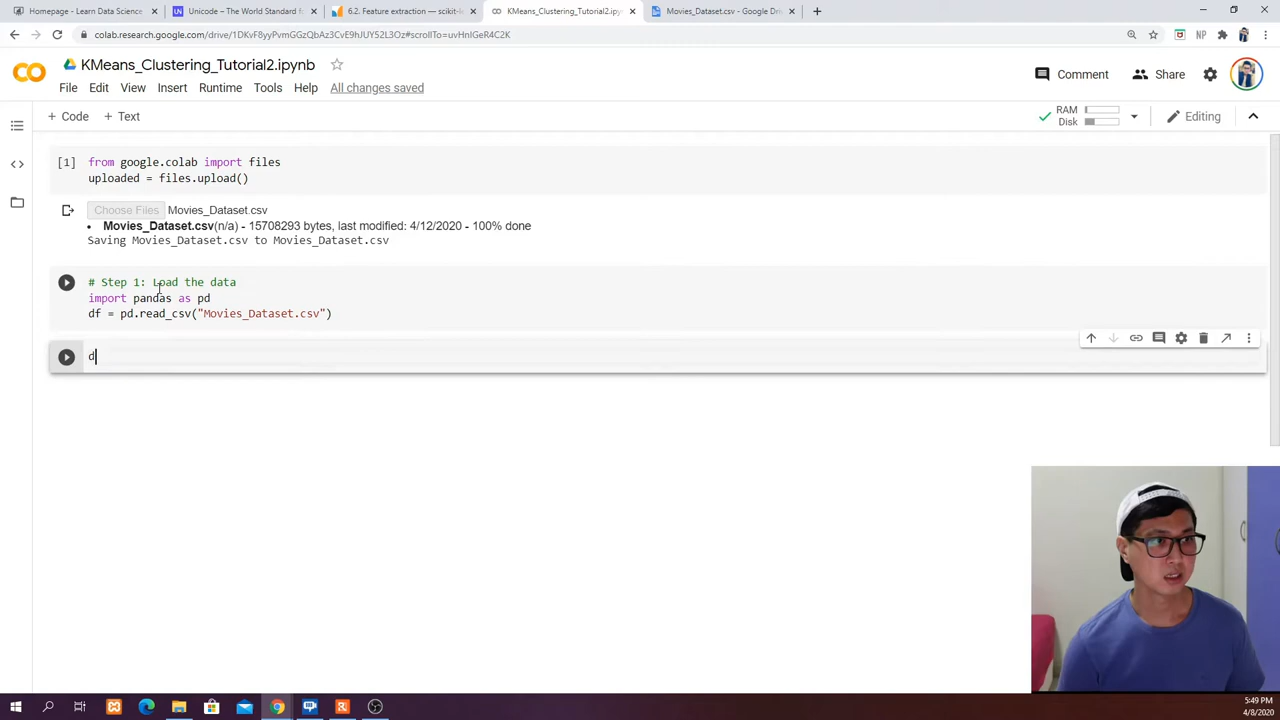 Homepage - Learn Data Science
Unicode – The World Standard fo
6.2. Feature extraction — scikit-le
KMeans_Clustering_Tutorial2.ipyn
Movies_Dataset.csv - Google Driv
colab.research.google.com/drive/1DKvF8yyPvmGGzQbAz3CvE9hJUY52L3Oz#scrollTo=uvHnIGeR4C2K
NP
KMeans_Clustering_Tutorial2.ipynb
Comment
Share
File Edit View Insert Runtime Tools Help All changes saved
+ Code + Text
RAM
Disk
Editing
[1] from google.colab import files
uploaded = files.upload()
Choose Files Movies_Dataset.csv
• Movies_Dataset.csv(n/a) - 15708293 bytes, last modified: 4/12/2020 - 100% done
Saving Movies_Dataset.csv to Movies_Dataset.csv
# Step 1: Load the data
import pandas as pd
df = pd.read_csv("Movies_Dataset.csv")
d
5:49 PM
4/8/2020